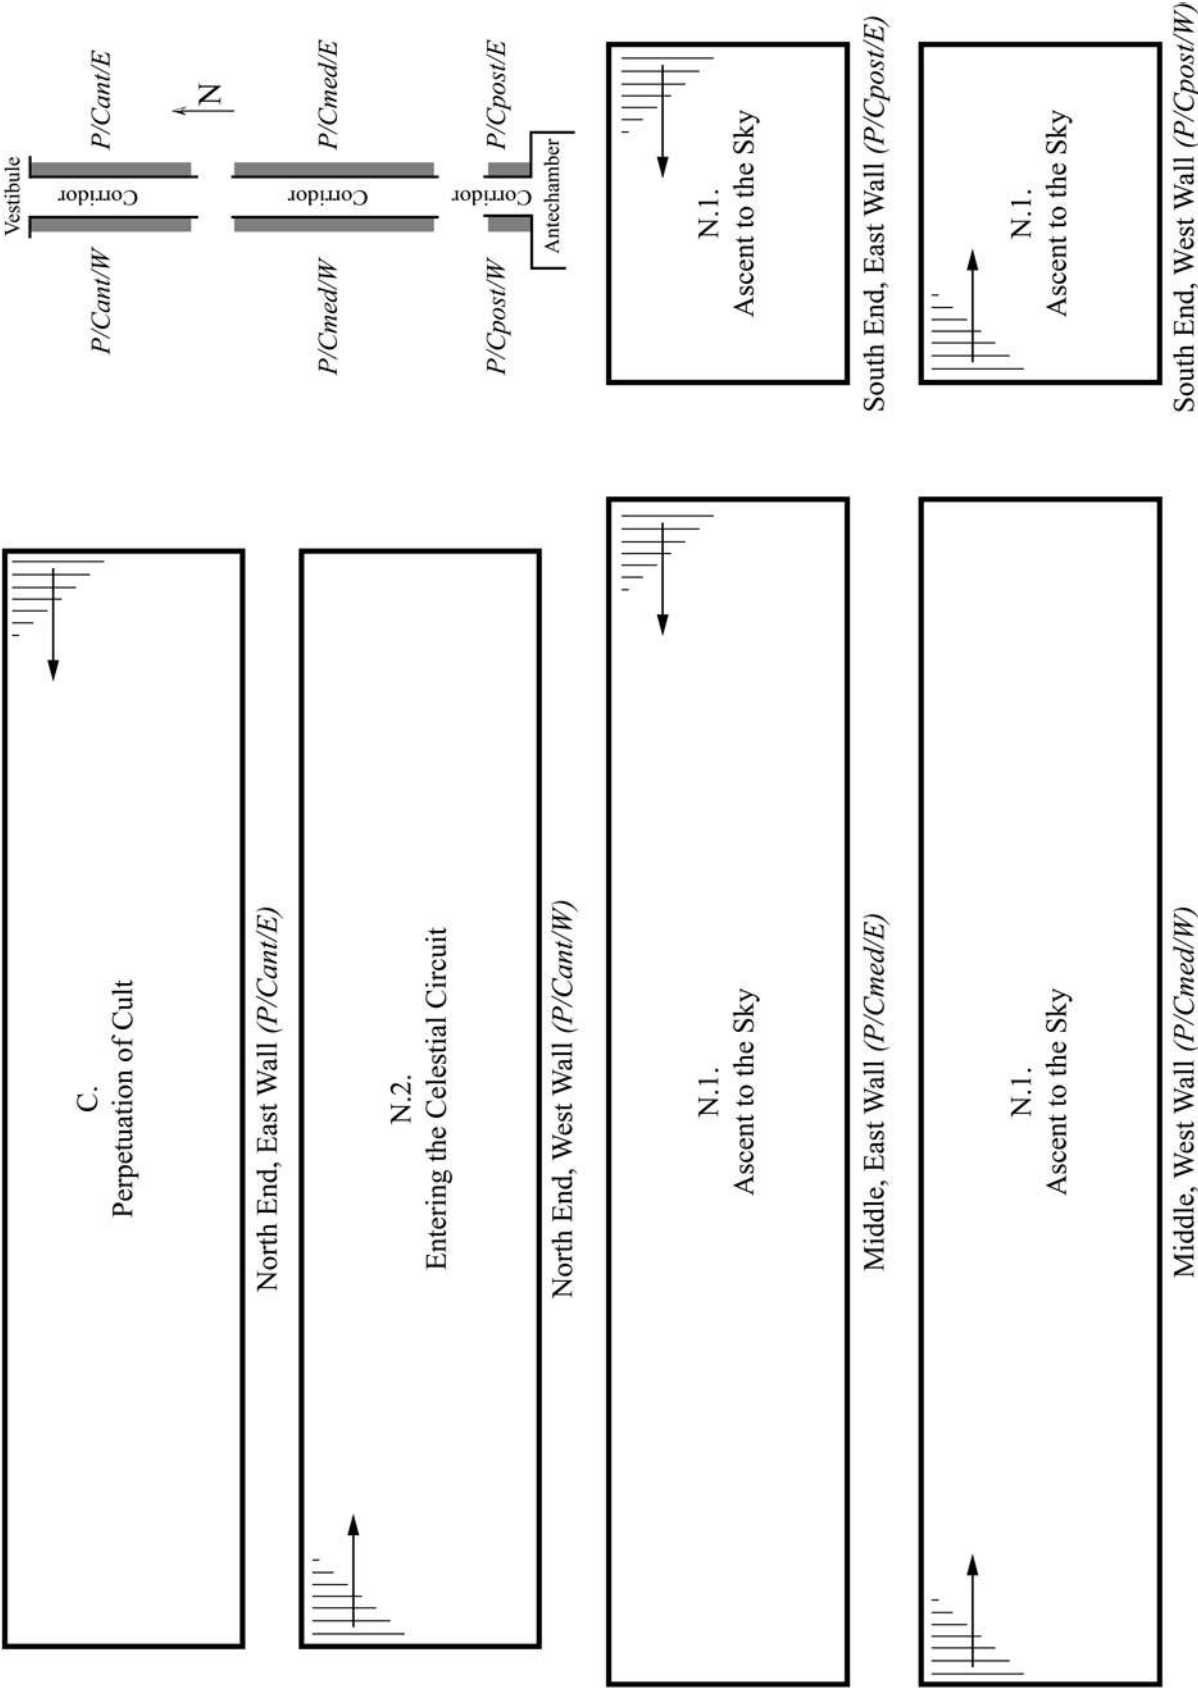 C.
Perpetuation of Cult
North End, East Wall (P/Cant/E)
N.2.
Entering the Celestial Circuit
North End, West Wall (P/Cant/W)
Vestibule
P/Cant/W
Corridor
P/Cant/E
N
P/Cmed/W
Corridor
P/Cmed/E
P/Cpost/W
Corridor
P/Cpost/E
Antechamber
N.1.
Ascent to the Sky
Middle, East Wall (P/Cmed/E)
N.1.
Ascent to the Sky
South End, East Wall (P/Cpost/E)
N.1.
Ascent to the Sky
Middle, West Wall (P/Cmed/W)
N.1.
Ascent to the Sky
South End, West Wall (P/Cpost/W)